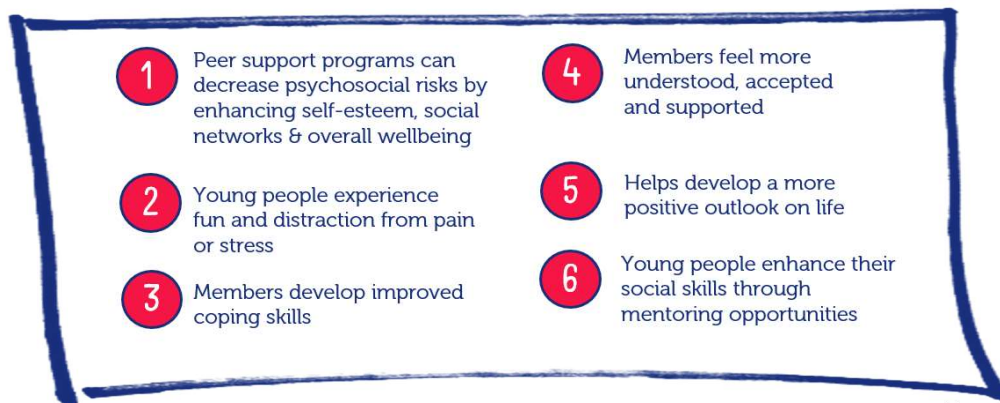 1
Peer support programs can
decrease psychosocial risks by
enhancing self-esteem, social
networks & overall wellbeing
2
Young people experience
fun and distraction from pain
or stress
3
Members develop improved
coping skills
4
Members feel more
understood, accepted
and supported
5
Helps develop a more
positive outlook on life
6
Young people enhance their
social skills through
mentoring opportunities